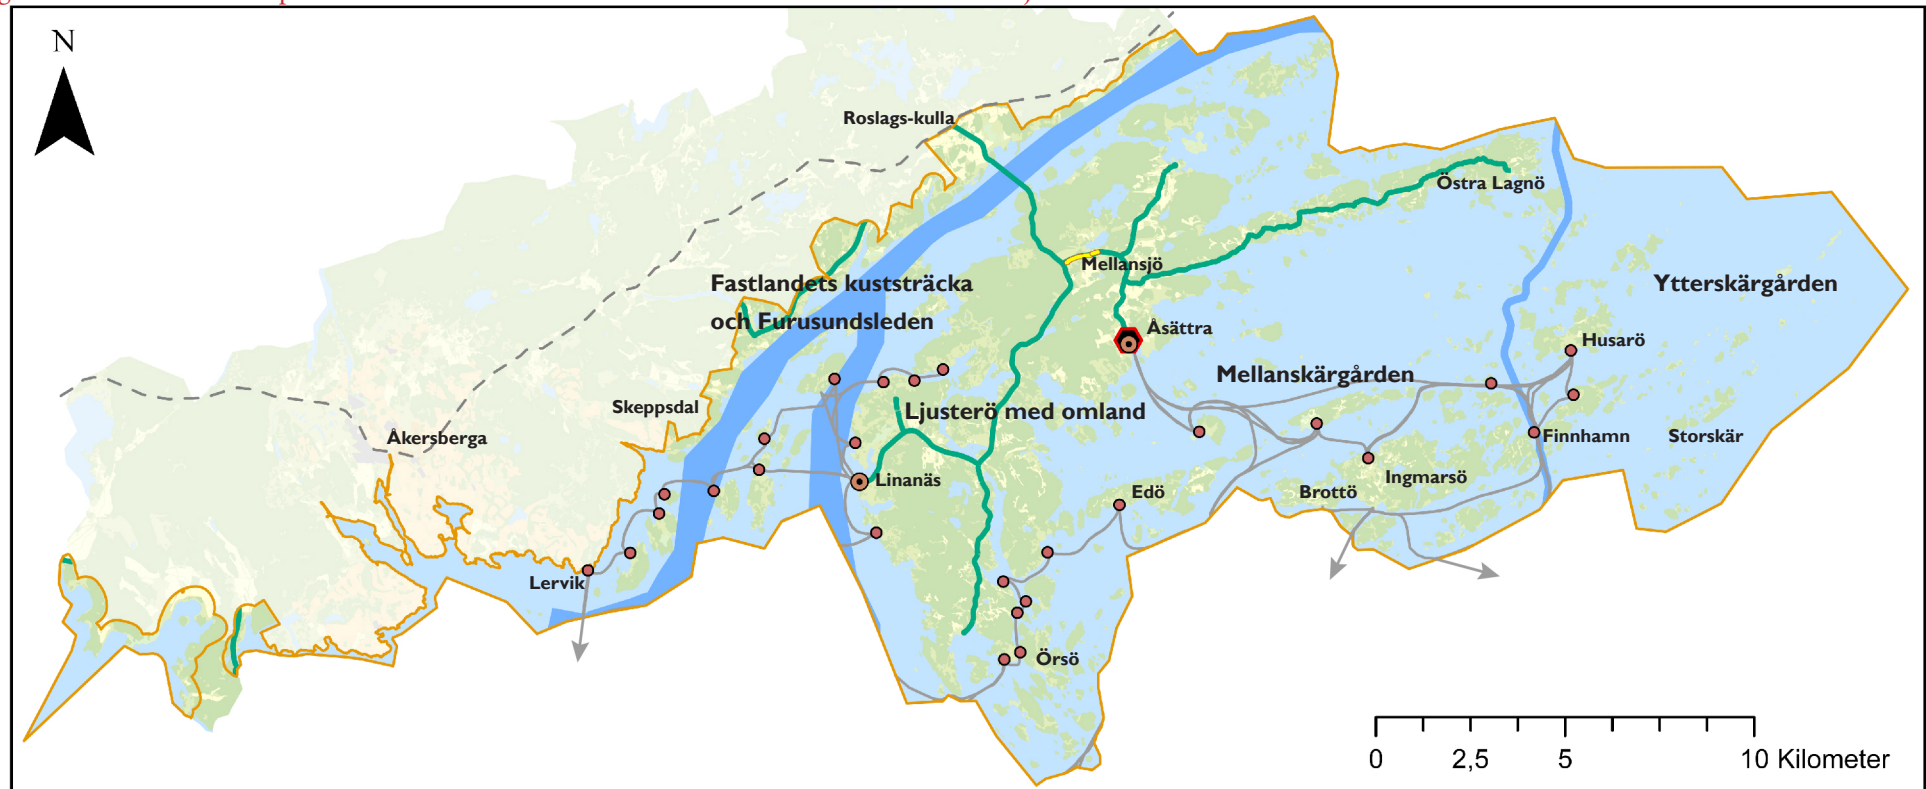 N
Roslags-kulla
Östra Lagnö
Mellansjö
Fastlandets kuststräcka
och Furusundsleden
Ytterskärgården
Åsättra
Husarö
Mellanskärgården
Skeppsdal
Ljusterö med omland
Åkersberga
Finnhamn
Storskär
Linanäs
Ingmarsö
Edö
Brottö
Lervik
Örsö
0 2,5 5 10 Kilometer